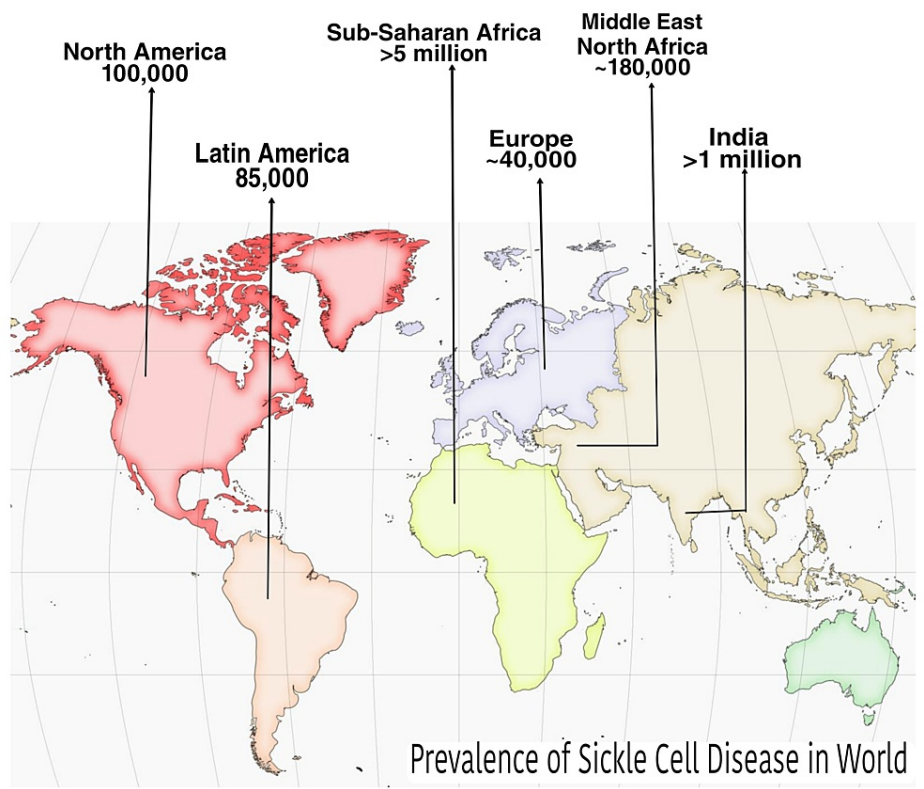 North America
100,000
Sub-Saharan Africa
>5 million
Middle East
North Africa
~180,000
Latin America
85,000
Europe
~40,000
India
>1 million
Prevalence of Sickle Cell Disease in World